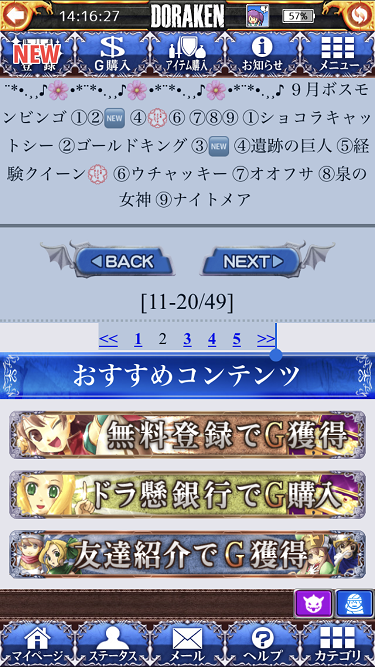 14:16:27
DORAKEN
57%
NEW
登録
G購入
アイテム購入
お知らせ
メニュー
¨*•.¸¸♪🌸•*¨*•.¸¸♪🌸•*¨*•.¸¸♪🌸•*¨*•.¸¸♪ 9月ボスモ
ンビンゴ ①②🆕 ④💮⑥ ⑦⑧⑨ ①ショコラキャッ
トシー ②ゴールドキング ③🆕 ④遺跡の巨人 ⑤経
験クイーン💮 ⑥ウチャッキー ⑦オオフサ ⑧泉の
女神 ⑨ナイトメア
BACK
NEXT
[11-20/49]
<< 1 2 3 4 5 >>
おすすめコンテンツ
無料登録でG獲得
ドラ懸銀行でG購入
友達紹介でG獲得
マイページ
ステータス
メール
ヘルプ
カテゴリ